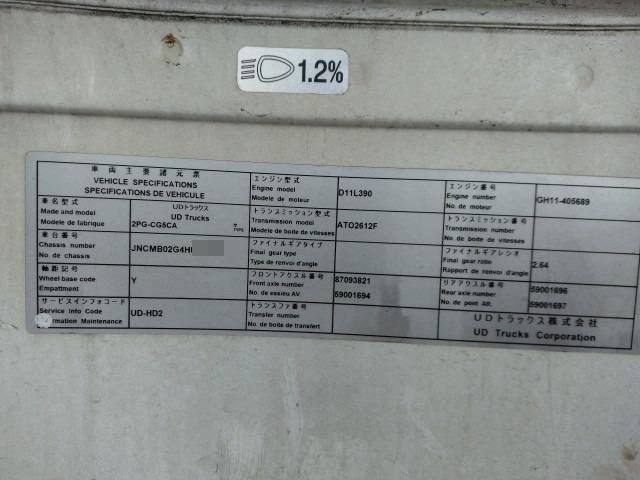 1.2%
車両主要諸元票
VEHICLE SPECIFICATIONS
SPECIFICATIONS DE VEHICULE
エンジン型式
Engine model
Modele de moteur
D11L390
エンジン番号
Engine number
No. de moteur
GH11-405689
車名型式
Made and model
Modele de fabrique
UDトラックス
UD Trucks
2PG-CG5CA
TYPE
トランスミッション型式
Transmission model
Modele de boite de vitesses
ATO2612F
トランスミッション番号
Transmission number
No. de boite de vitesses
車台番号
Chassis number
No. de chassis
JNCMB02G4H
ファイナルギアタイプ
Final gear type
Type de renvoi d'angle
ファイナルギアレシオ
Final gear ratio
Rapport de renvoi d'angle
2.64
軸距記号
Wheel base code
Empattment
Y
フロントアクスル番号
Front axle number
No. de essieu AV.
87093821
59001694
リアアクスル番号
Rear axle number
No. de pont AR.
59001696
59001697
サービスインフォコード
Service Info Code
formation Maintenance
UD-HD2
トランスファ番号
Transfer number
No. de boite de transfert
UDトラックス株式会社
UD Trucks Corporation